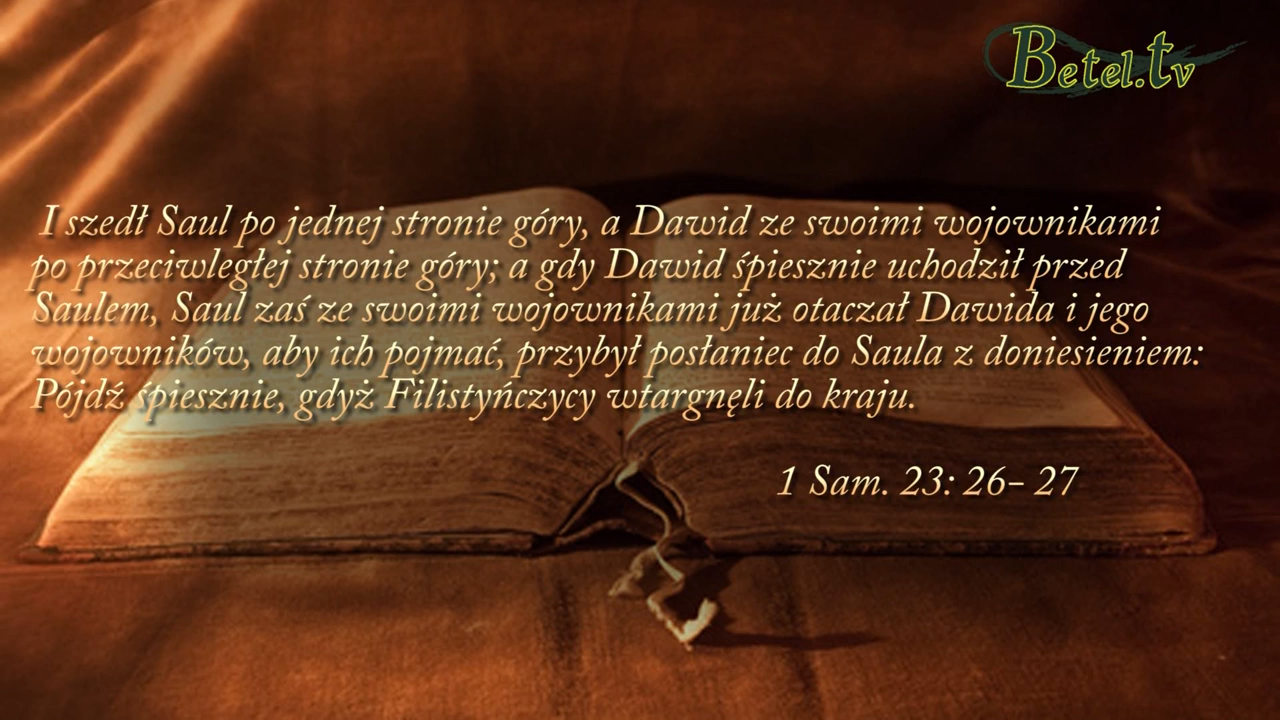 Betel.tv
I szedł Saul po jednej stronie góry, a Dawid ze swoimi wojownikami
po przeciwległej stronie góry; a gdy Dawid śpiesznie uchodził przed
Saulem, Saul zaś ze swoimi wojownikami już otaczał Dawida i jego
wojowników, aby ich pojmać, przybył posłaniec do Saula z doniesieniem:
Pójdź śpiesznie, gdyż Filistyńczycy wtargnęli do kraju.
1 Sam. 23: 26– 27